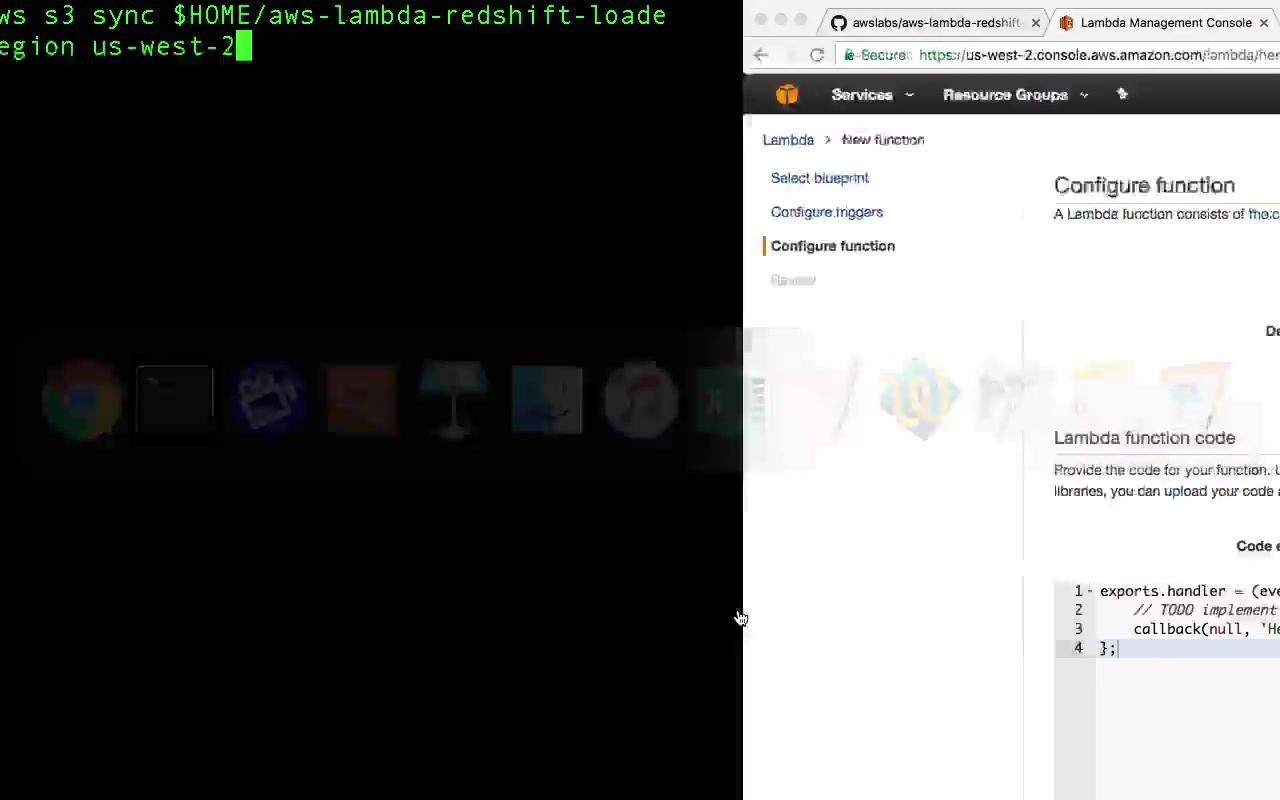 ws s3 sync $HOME/aws-lambda-redshift-loade
egion us-west-2
awslabs/aws-lambda-redshift-
Lambda Management Console
Secure https://us-west-2.console.aws.amazon.com/lambda/
Services
Resource Groups
Lambda > New function
Select blueprint
Configure triggers
Configure function
Review
Configure function
A Lambda function consists of the c
De
Lambda function code
Provide the code for your function. U
libraries, you can upload your code a
Code e
1 exports.handler = (eve
2 // TODO implement
3 callback(null, 'He
4 };